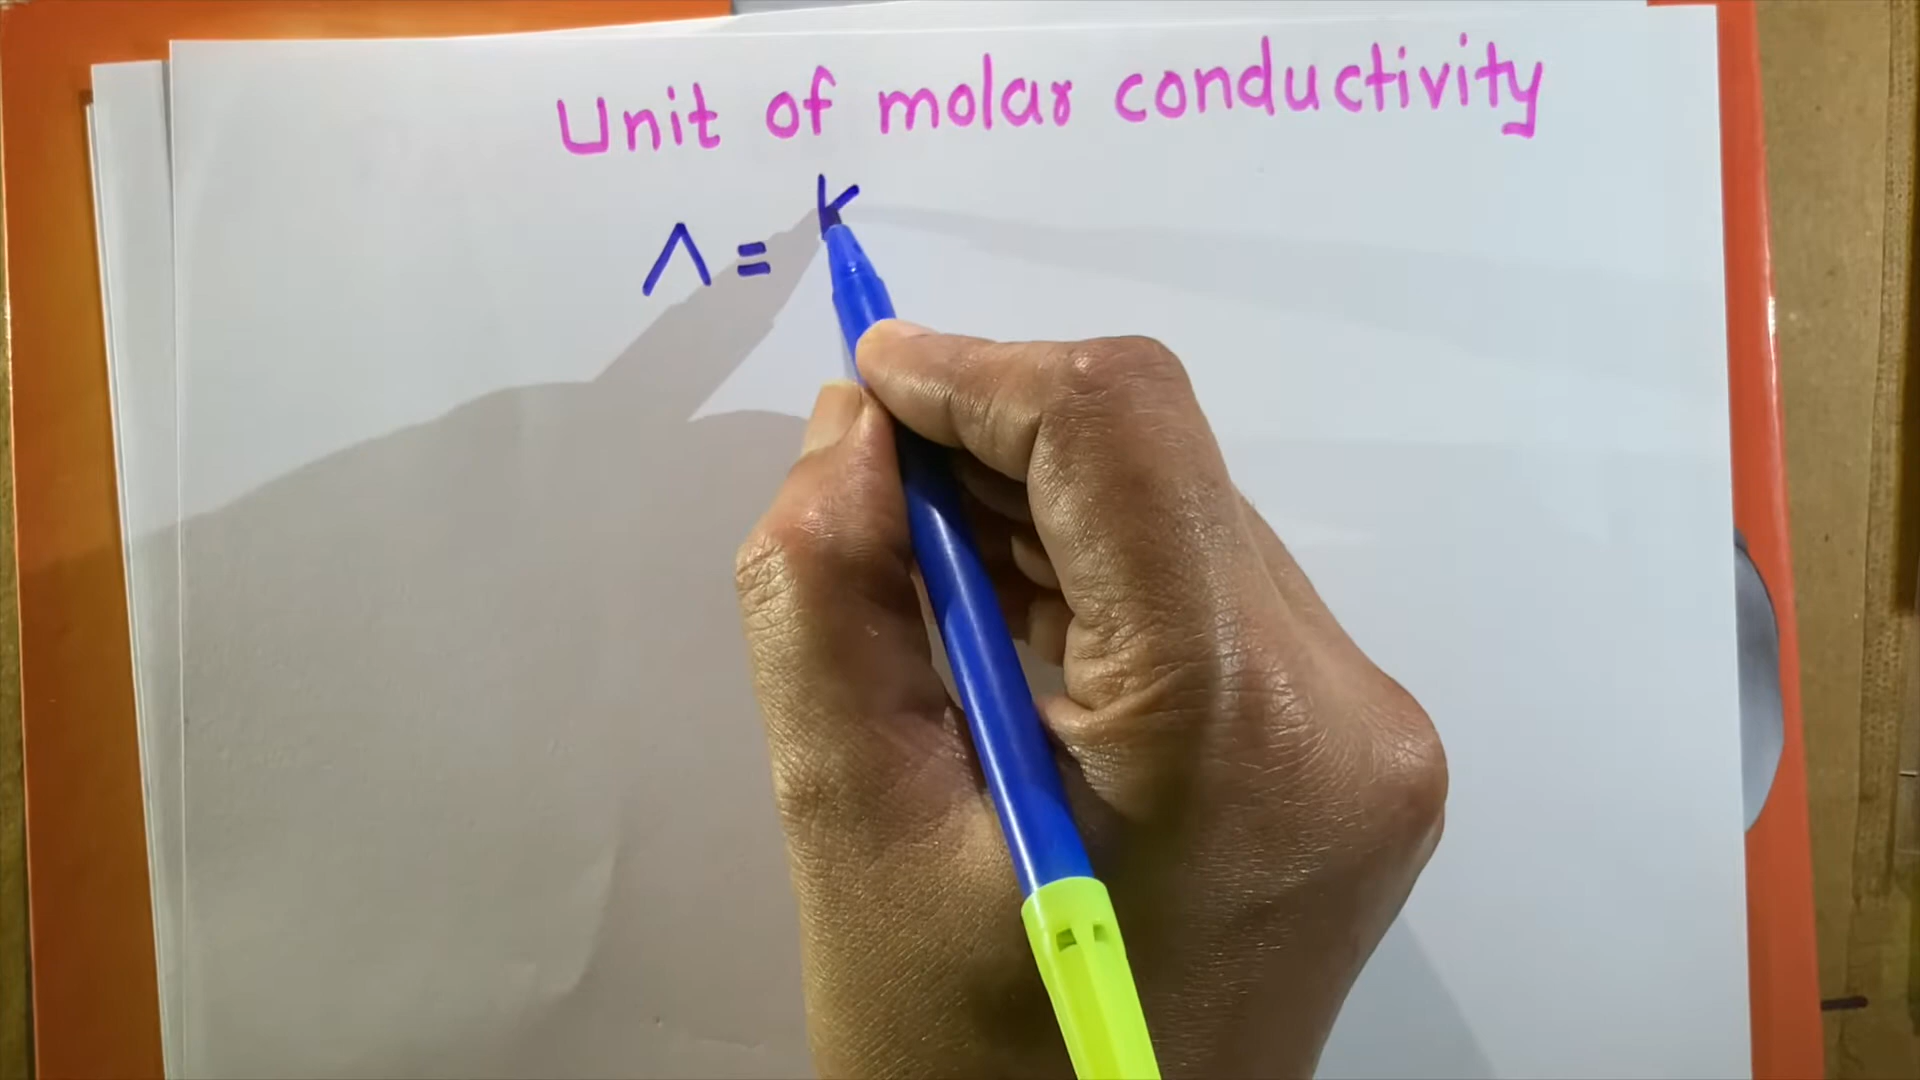 Unit of molar conductivity
Λ = K